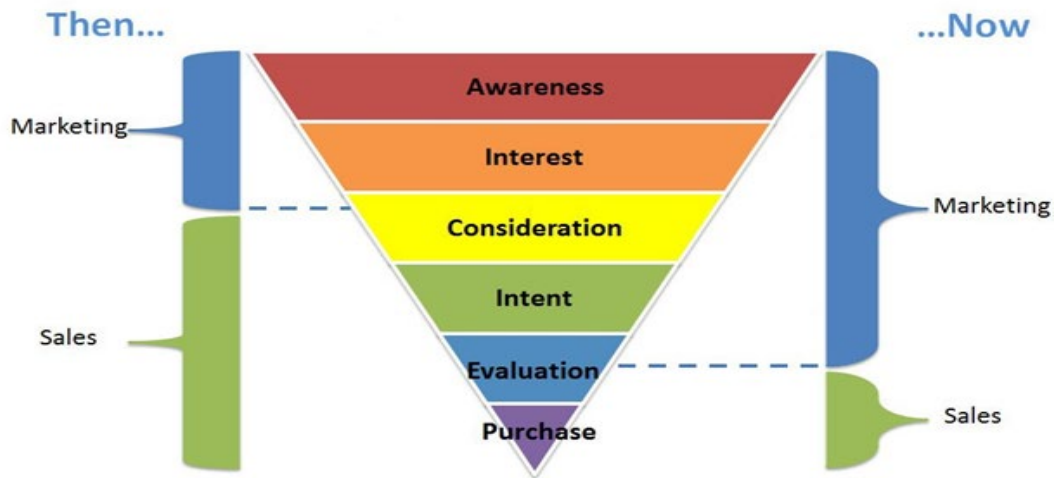 Then...
...Now
Awareness
Marketing
Interest
Marketing
Consideration
Intent
Sales
Evaluation
Sales
Purchase